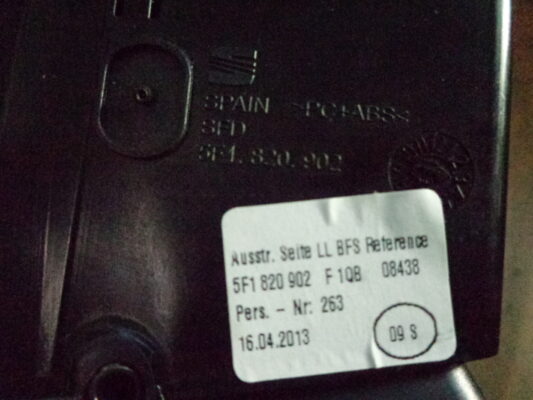 SPAIN >PC+ABS<
SFD
5F1.820.902
Ausstr. Seite LL BFS Reference
5F1 820 902 F 1QB 08438
Pers. - Nr: 263
16.04.2013
09 S